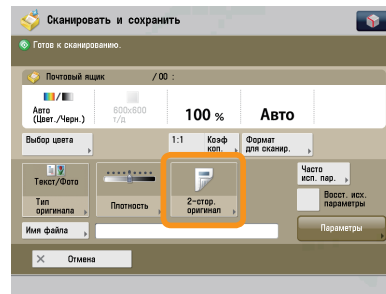 Сканировать и сохранить
Готов к сканированию.
Почтовый ящик / 00 :
Авто
(Цвет./Черн.)
600x600
т/д
100 %
Авто
Выбор цвета
1:1
Коэф
коп.
Формат
для сканир.
Текст/Фото
Тип
оригинала
Плотность
2-стор.
оригинал
Часто
исп. пар.
Восст. исх.
параметры
Имя файла
Параметры
Отмена